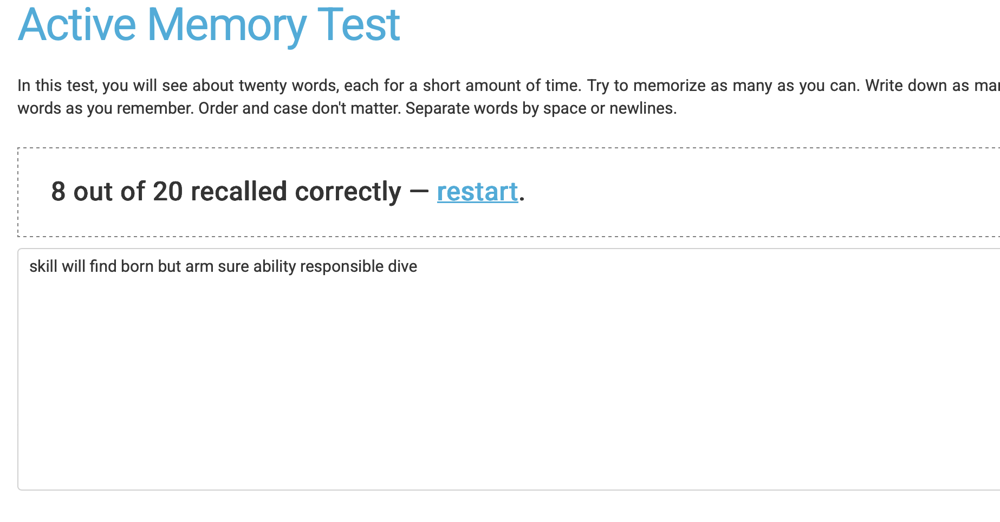 Active Memory Test
In this test, you will see about twenty words, each for a short amount of time. Try to memorize as many as you can. Write down as
words as you remember. Order and case don't matter. Separate words by space or newlines.
8 out of 20 recalled correctly — restart.
skill will find born but arm sure ability responsible dive